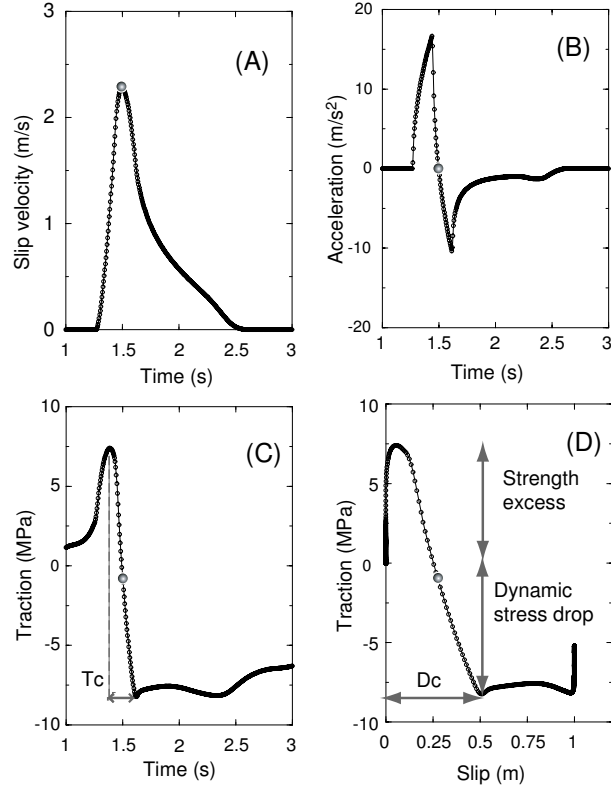 (A)
Slip velocity (m/s)
3
2
1
0
1 1.5 2 2.5 3
Time (s)
(B)
Acceleration (m/s²)
20
10
0
-10
-20
1 1.5 2 2.5 3
Time (s)
(C)
Traction (MPa)
10
5
0
-5
-10
Tc
1 1.5 2 2.5 3
Time (s)
(D)
Traction (MPa)
10
5
0
-5
-10
Strength
excess
Dynamic
stress drop
Dc
0 0.25 0.5 0.75 1
Slip (m)